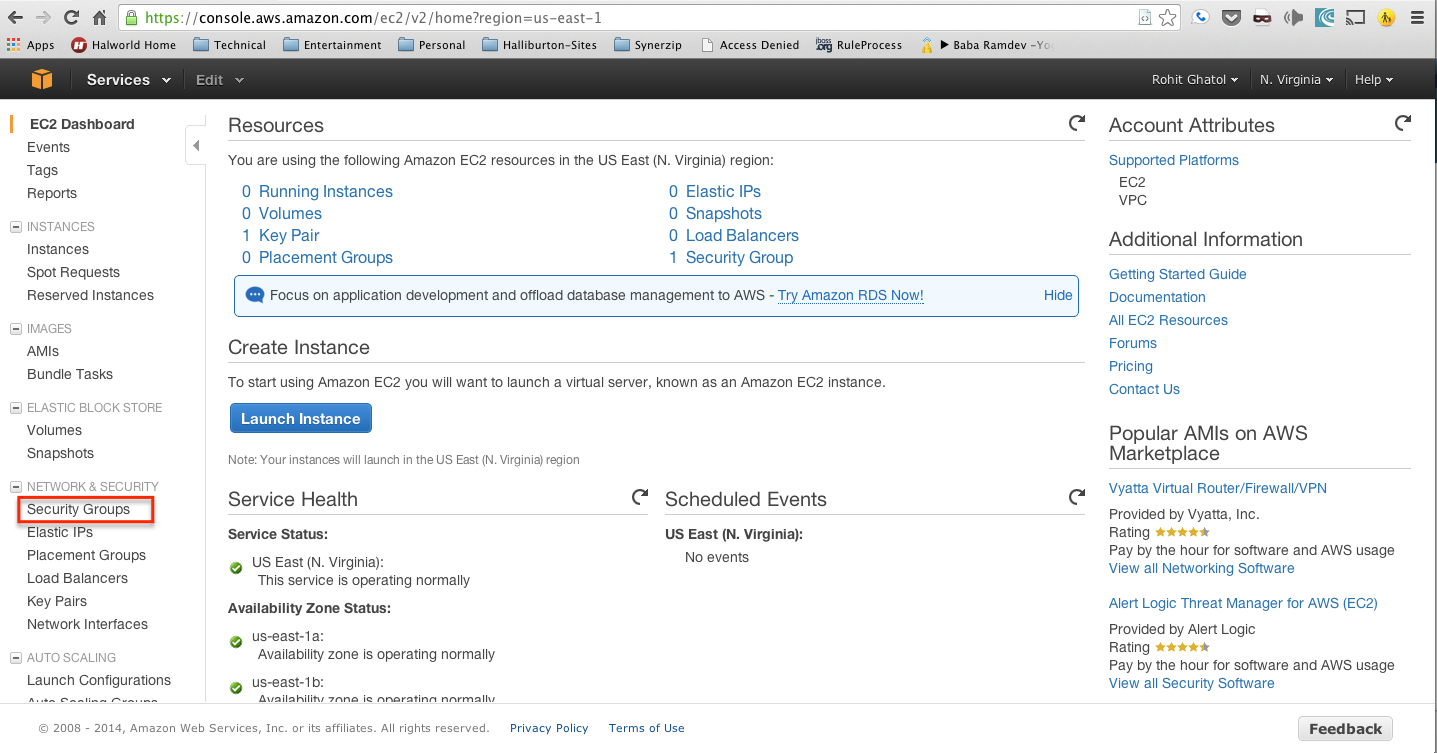 https://console.aws.amazon.com/ec2/v2/home?region=us-east-1
Apps Halworld Home Technical Entertainment Personal Halliburton-Sites Synerzip Access Denied jboss.org RuleProcess ▶ Baba Ramdev -Yog
Services Edit Rohit Ghatol N. Virginia Help
EC2 Dashboard
Events
Tags
Reports
INSTANCES
Instances
Spot Requests
Reserved Instances
IMAGES
AMIs
Bundle Tasks
ELASTIC BLOCK STORE
Volumes
Snapshots
NETWORK & SECURITY
Security Groups
Elastic IPs
Placement Groups
Load Balancers
Key Pairs
Network Interfaces
AUTO SCALING
Launch Configurations
Auto Scaling Groups
Resources
You are using the following Amazon EC2 resources in the US East (N. Virginia) region:
0 Running Instances
0 Volumes
1 Key Pair
0 Placement Groups
0 Elastic IPs
0 Snapshots
0 Load Balancers
1 Security Group
Focus on application development and offload database management to AWS - Try Amazon RDS Now! Hide
Create Instance
To start using Amazon EC2 you will want to launch a virtual server, known as an Amazon EC2 instance.
Launch Instance
Note: Your instances will launch in the US East (N. Virginia) region
Service Health
Service Status:
US East (N. Virginia):
This service is operating normally
Availability Zone Status:
us-east-1a:
Availability zone is operating normally
us-east-1b:
Availability zone is operating normally
Scheduled Events
US East (N. Virginia):
No events
Account Attributes
Supported Platforms
EC2
VPC
Additional Information
Getting Started Guide
Documentation
All EC2 Resources
Forums
Pricing
Contact Us
Popular AMIs on AWS
Marketplace
Vyatta Virtual Router/Firewall/VPN
Provided by Vyatta, Inc.
Rating
Pay by the hour for software and AWS usage
View all Networking Software
Alert Logic Threat Manager for AWS (EC2)
Provided by Alert Logic
Rating
Pay by the hour for software and AWS usage
View all Security Software
© 2008 - 2014, Amazon Web Services, Inc. or its affiliates. All rights reserved. Privacy Policy Terms of Use Feedback